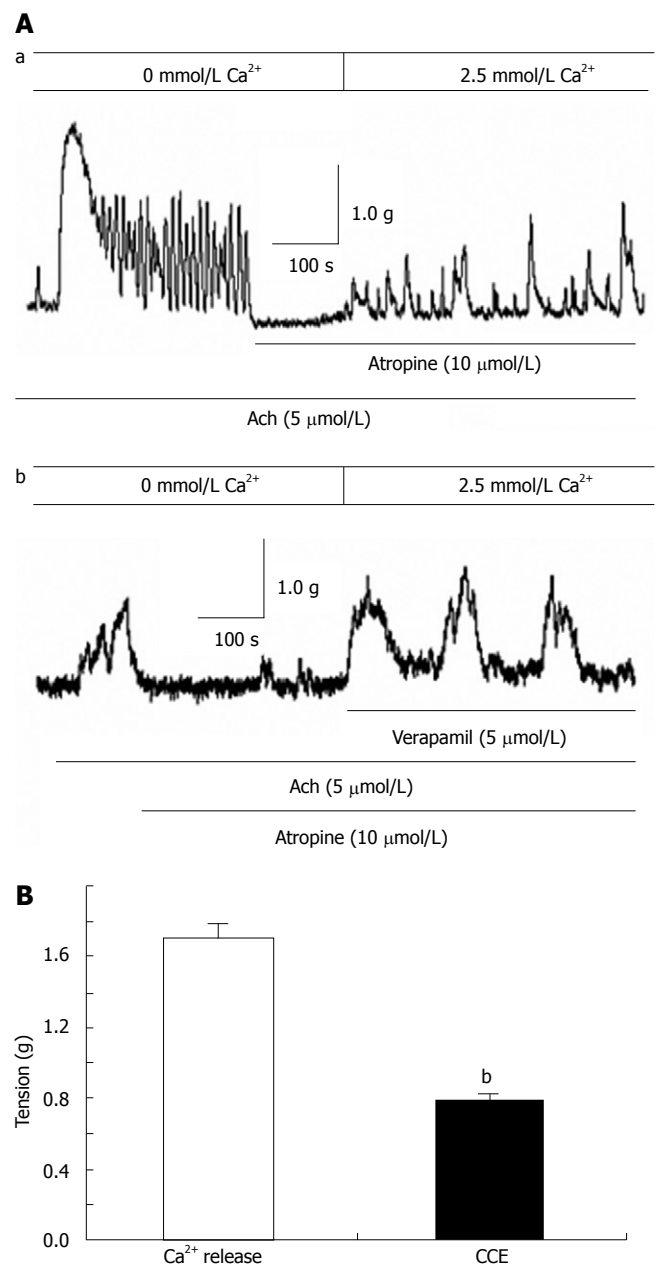 A
a
0 mmol/L Ca²⁺ 2.5 mmol/L Ca²⁺
1.0 g
100 s
Atropine (10 μmol/L)
Ach (5 μmol/L)
b
0 mmol/L Ca²⁺ 2.5 mmol/L Ca²⁺
1.0 g
100 s
Verapamil (5 μmol/L)
Ach (5 μmol/L)
Atropine (10 μmol/L)
B
Tension (g)
1.6
1.2
0.8
0.4
0.0
b
Ca²⁺ release CCE